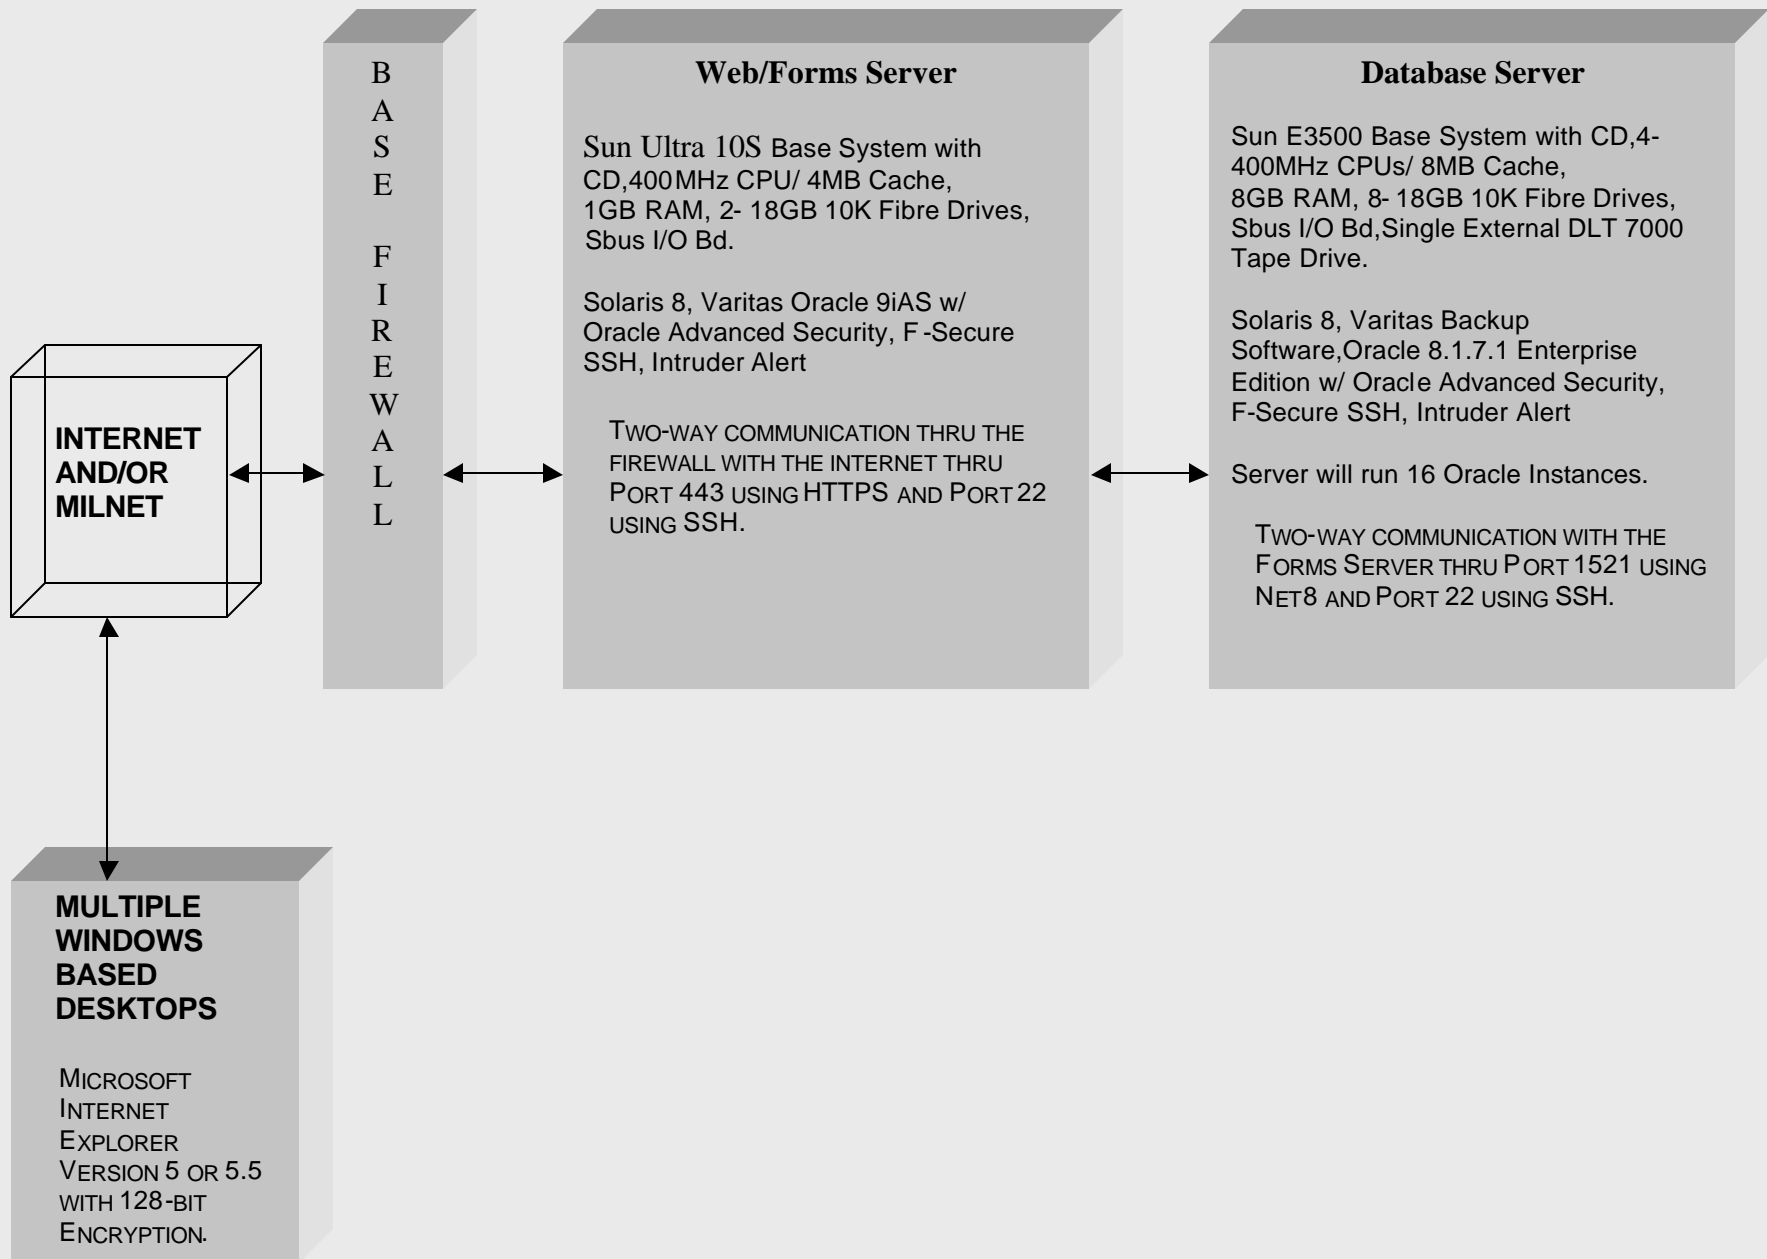 BASE FIREWALL
Web/Forms Server
Sun Ultra 10S Base System with
CD,400MHz CPU/ 4MB Cache,
1GB RAM, 2- 18GB 10K Fibre Drives,
Sbus I/O Bd.
Solaris 8, Varitas Oracle 9iAS w/
Oracle Advanced Security, F-Secure
SSH, Intruder Alert
TWO-WAY COMMUNICATION THRU THE
FIREWALL WITH THE INTERNET THRU
PORT 443 USING HTTPS AND PORT 22
USING SSH.
Database Server
Sun E3500 Base System with CD,4-
400MHz CPUs/ 8MB Cache,
8GB RAM, 8- 18GB 10K Fibre Drives,
Sbus I/O Bd,Single External DLT 7000
Tape Drive.
Solaris 8, Varitas Backup
Software,Oracle 8.1.7.1 Enterprise
Edition w/ Oracle Advanced Security,
F-Secure SSH, Intruder Alert
Server will run 16 Oracle Instances.
TWO-WAY COMMUNICATION WITH THE
FORMS SERVER THRU PORT 1521 USING
NET8 AND PORT 22 USING SSH.
INTERNET
AND/OR
MILNET
MULTIPLE
WINDOWS
BASED
DESKTOPS
MICROSOFT
INTERNET
EXPLORER
VERSION 5 OR 5.5
WITH 128-BIT
ENCRYPTION.